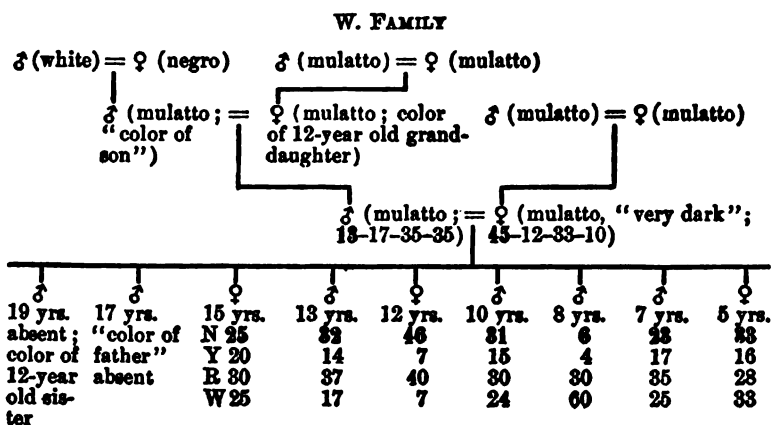 W. FAMILY
♂ (white) = ♀ (negro) ♂ (mulatto) = ♀ (mulatto)
♂ (mulatto ; = ♀ (mulatto ; color ♂ (mulatto) = ♀ (mulatto)
“color of of 12-year old grand-
son”) daughter)
♂ (mulatto ; = ♀ (mulatto, “very dark”;
13-17-35-35) 45-12-33-10)
♂ ♂ ♀ ♂ ♀ ♂ ♂ ♂ ♀
19 yrs. 17 yrs. 15 yrs. 13 yrs. 12 yrs. 10 yrs. 8 yrs. 7 yrs. 5 yrs.
absent ; “color of N 25 32 46 31 6 23 33
color of father” Y 20 14 7 15 4 17 16
12-year absent R 30 37 40 30 30 35 28
old sis- W 25 17 7 24 60 25 33
ter